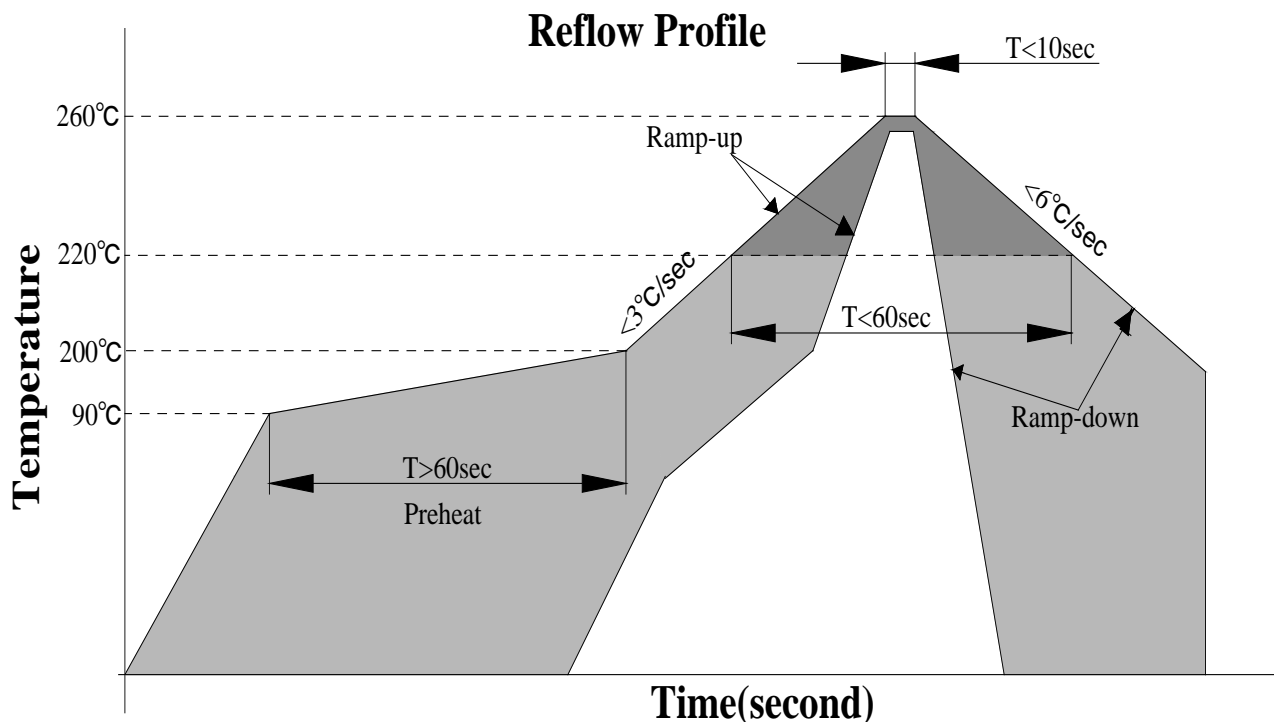 Reflow Profile
T<10sec
260℃
Ramp-up
<6℃/sec
220℃
<3℃/sec
T<60sec
200℃
90℃
Ramp-down
T>60sec
Preheat
Temperature
Time(second)